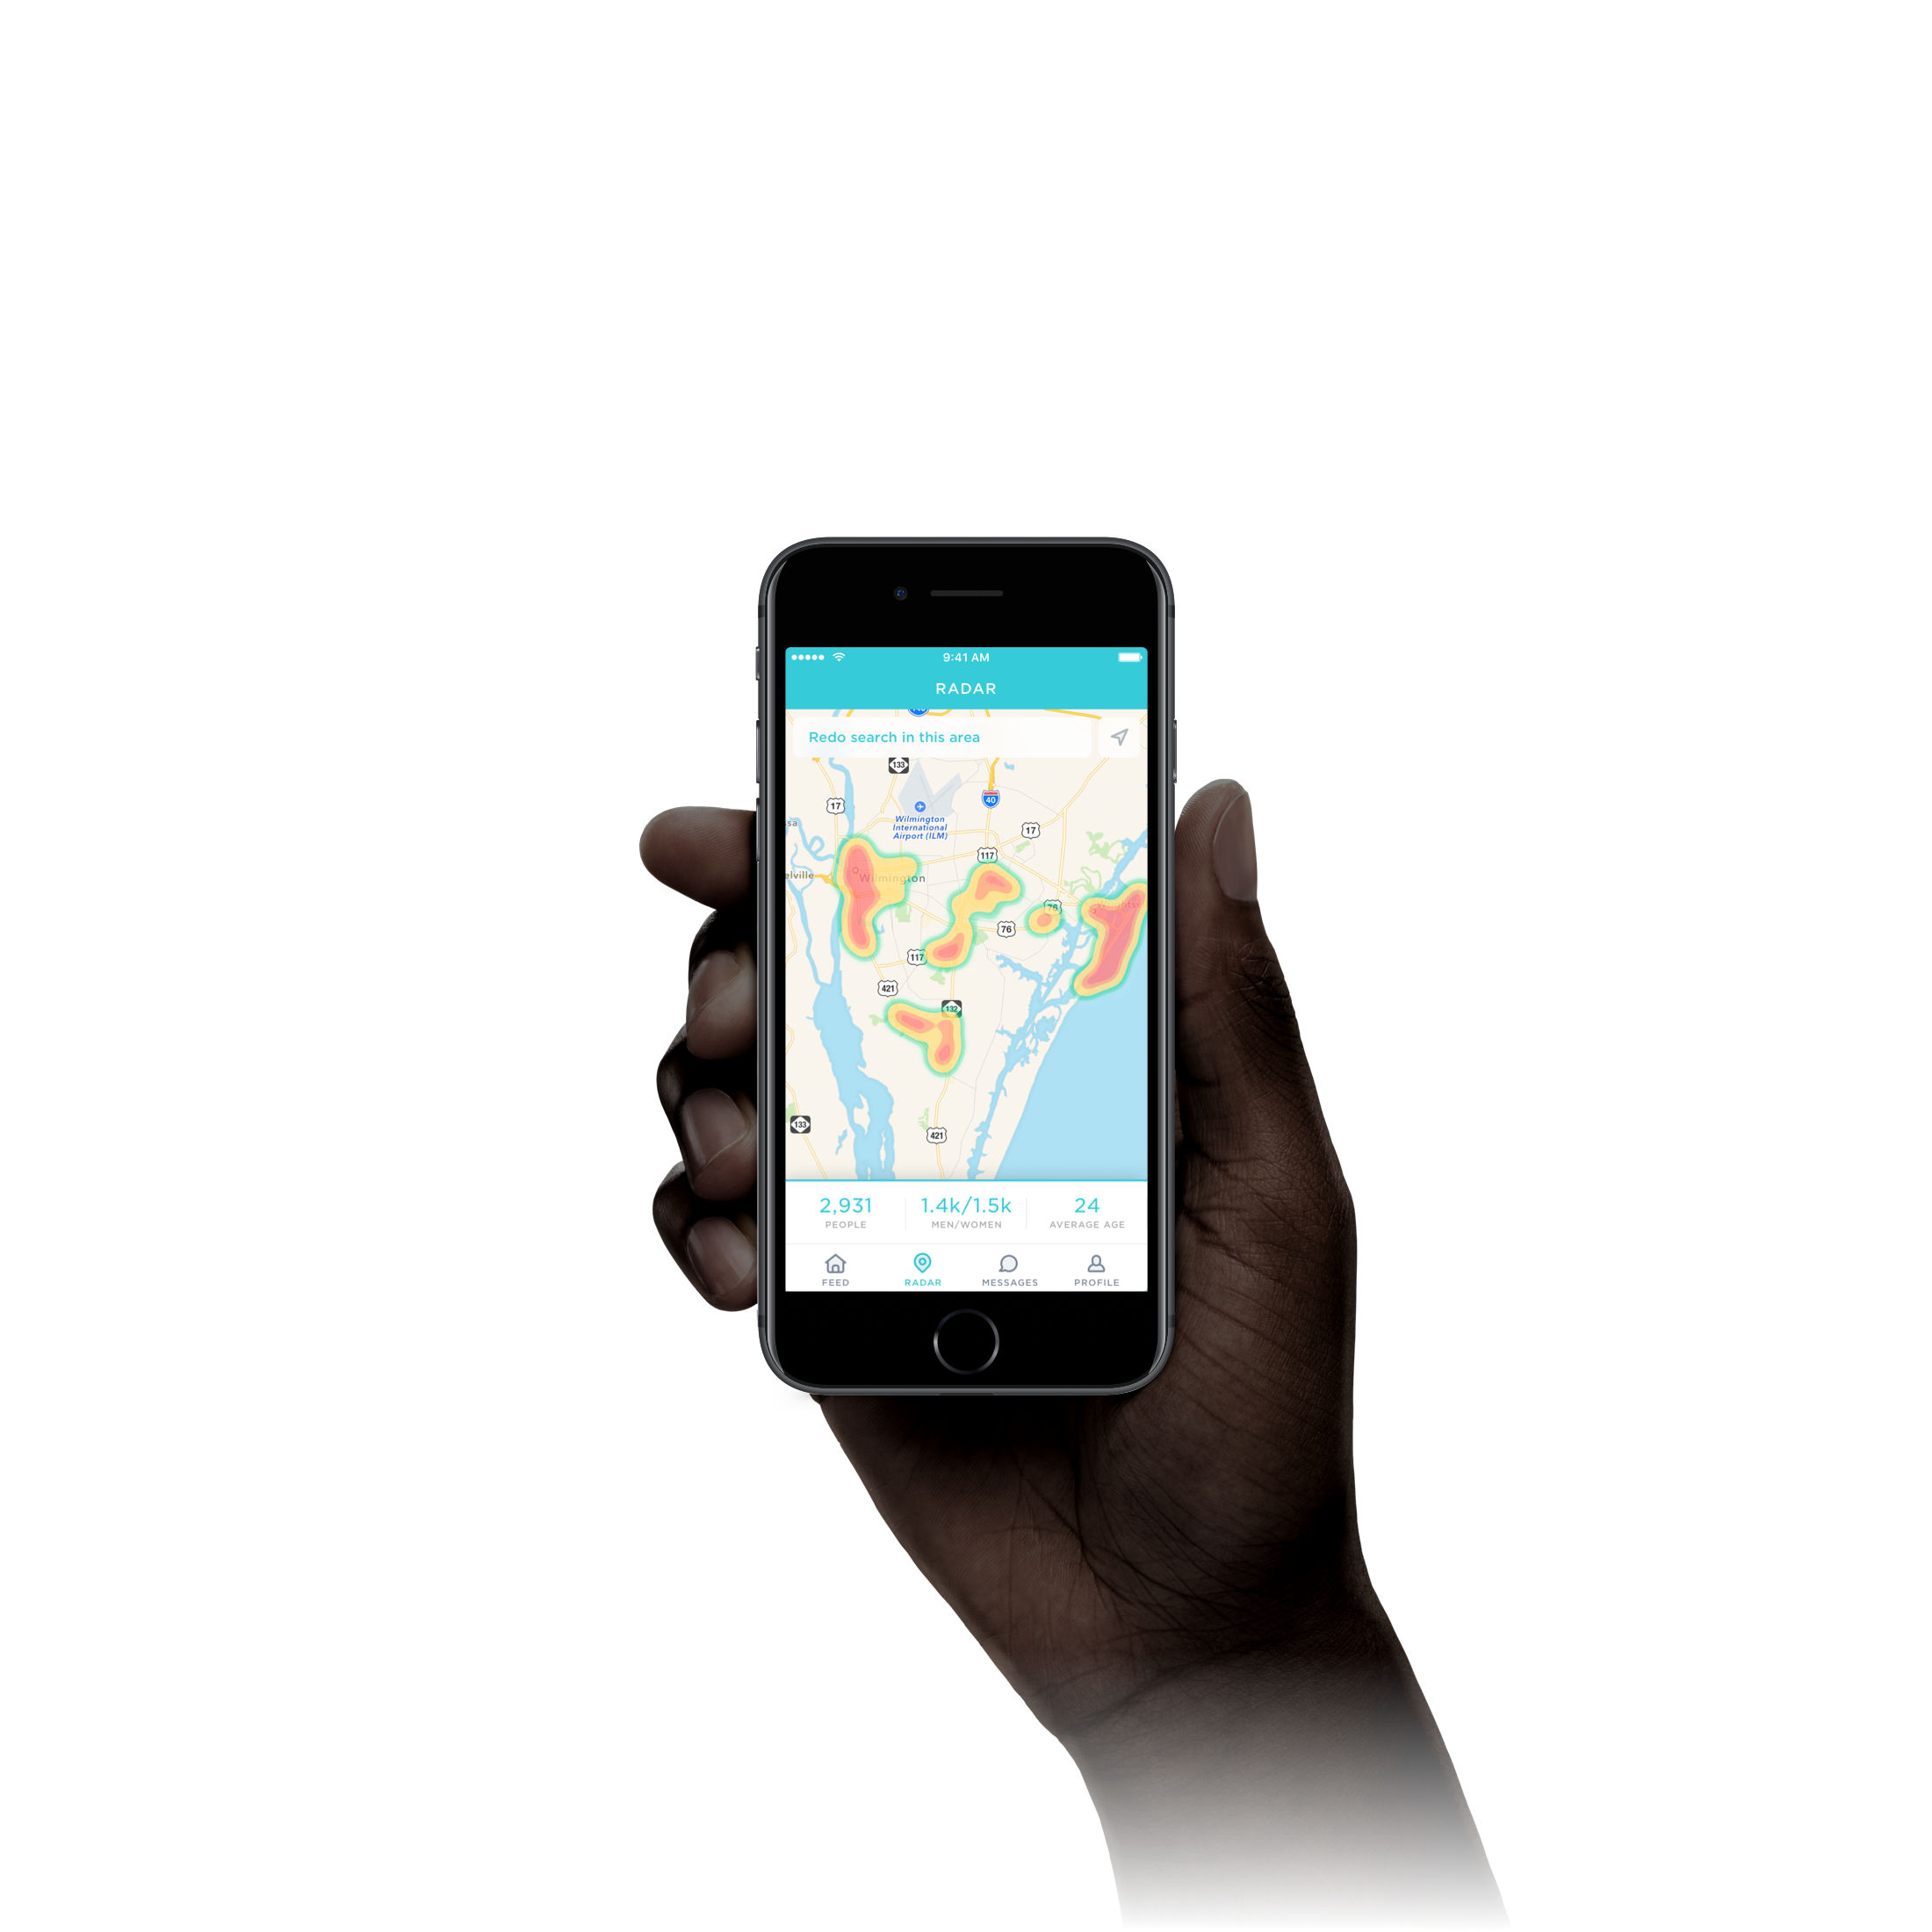 9:41 AM
RADAR
Redo search in this area
133
40
17
Wilmington
International
Airport (ILM)
17
ssa
117
elville
Wilmington
76
76
117
421
132
133
421
2,931
1.4k/1.5k
24
PEOPLE
MEN/WOMEN
AVERAGE AGE
FEED
RADAR
MESSAGES
PROFILE